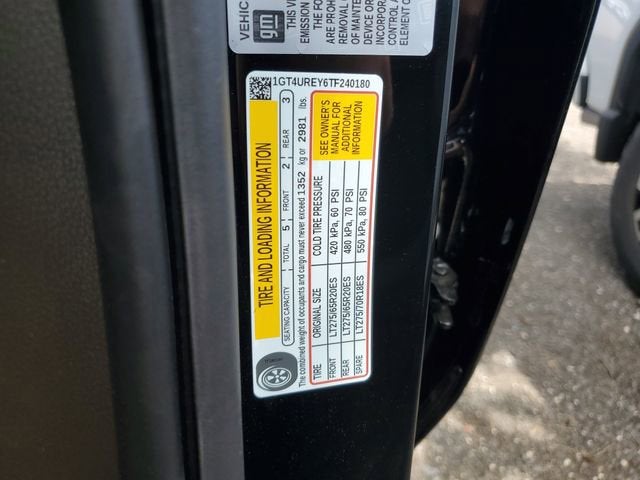 VEHIC
gm
THIS V
EMISSION
THE FO
ARE PROH
REMOVAL O
OF MAINTE
DEVICE OR
INCORPORA
CONTROL A
ELEMENT O
1GT4UREY6TF240180
TIRE AND LOADING INFORMATION
SEATING CAPACITY TOTAL 5 FRONT 2 REAR 3
The combined weight of occupants and cargo must never exceed 1352 kg or 2981 lbs.
TIRE ORIGINAL SIZE COLD TIRE PRESSURE
FRONT LT275/65R20ES 420 kPa, 60 PSI
REAR LT275/65R20ES 480 kPa, 70 PSI
SPARE LT275/70R18ES 550 kPa, 80 PSI
SEE OWNER'S
MANUAL FOR
ADDITIONAL
INFORMATION